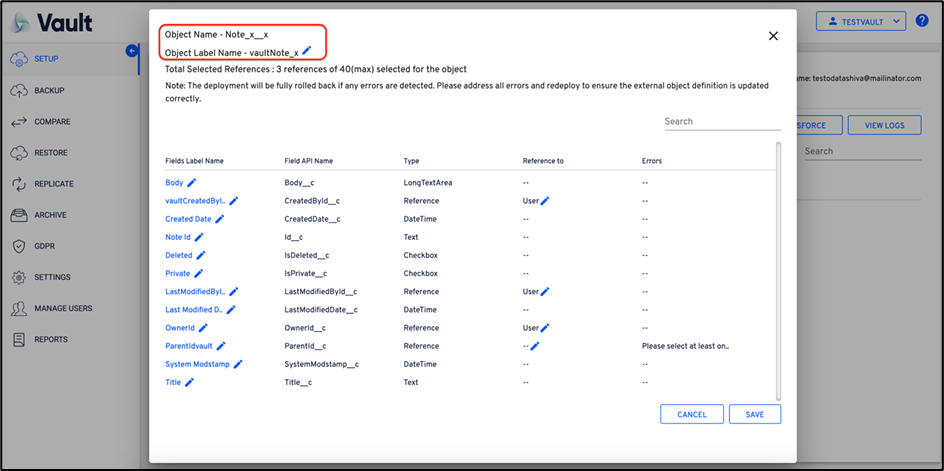 Vault
TESTVAULT
?
SETUP
BACKUP
COMPARE
RESTORE
REPLICATE
ARCHIVE
GDPR
SETTINGS
MANAGE USERS
REPORTS
Object Name - Note_x__x
Object Label Name - vaultNote_x
Total Selected References : 3 references of 40(max) selected for the object
Note: The deployment will be fully rolled back if any errors are detected. Please address all errors and redeploy to ensure the external object definition is updated
correctly.
Search
Fields Label Name Field API Name Type Reference to Errors
Body Body__c LongTextArea -- --
vaultCreatedByI.. CreatedById__c Reference User --
Created Date CreatedDate__c DateTime -- --
Note Id Id__c Text -- --
Deleted IsDeleted__c Checkbox -- --
Private IsPrivate__c Checkbox -- --
LastModifiedByI.. LastModifiedById__c Reference User --
Last Modified D.. LastModifiedDate__c DateTime -- --
OwnerId OwnerId__c Reference User --
ParentIdvault ParentId__c Reference -- Please select at least on..
System Modstamp SystemModstamp__c DateTime -- --
Title Title__c Text -- --
CANCEL SAVE
ame: testodatashiva@mailinator.com
SFORCE VIEW LOGS
Search